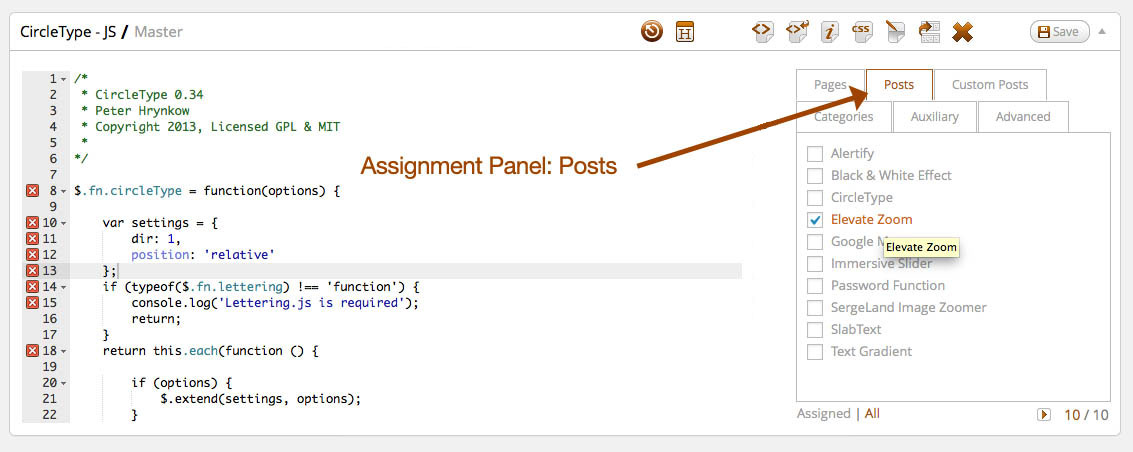 CircleType - JS / Master
H
<>
<>
i
css
Save
1 /*
2  * CircleType 0.34
3  * Peter Hrynkow
4  * Copyright 2013, Licensed GPL & MIT
5  *
6 */
7
8 $.fn.circleType = function(options) {
9
10     var settings = {
11         dir: 1,
12         position: 'relative'
13     };
14     if (typeof($.fn.lettering) !== 'function') {
15         console.log('Lettering.js is required');
16         return;
17     }
18     return this.each(function () {
19
20         if (options) {
21             $.extend(settings, options);
22         }
Assignment Panel: Posts
Pages Posts Custom Posts
Categories Auxiliary Advanced
Alertify
Black & White Effect
CircleType
Elevate Zoom
Google M
Elevate Zoom
Immersive Slider
Password Function
SergeLand Image Zoomer
SlabText
Text Gradient
Assigned | All 10 / 10